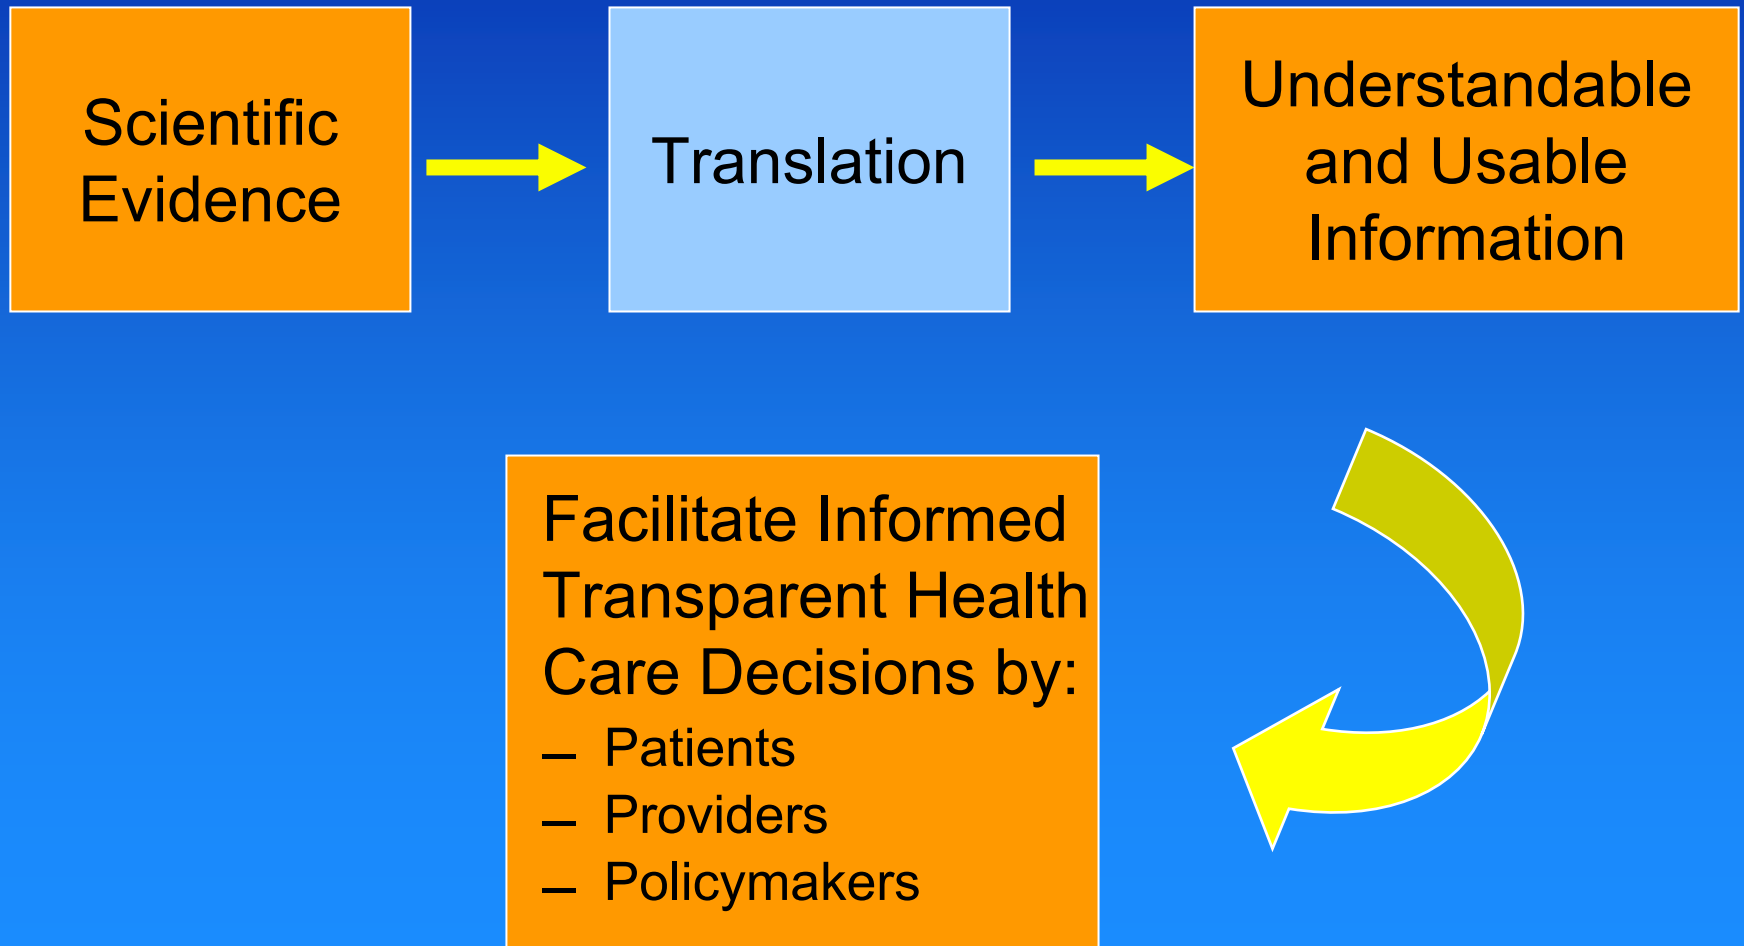 Scientific
Evidence
Translation
Understandable
and Usable
Information
Facilitate Informed
Transparent Health
Care Decisions by:
– Patients
– Providers
– Policymakers